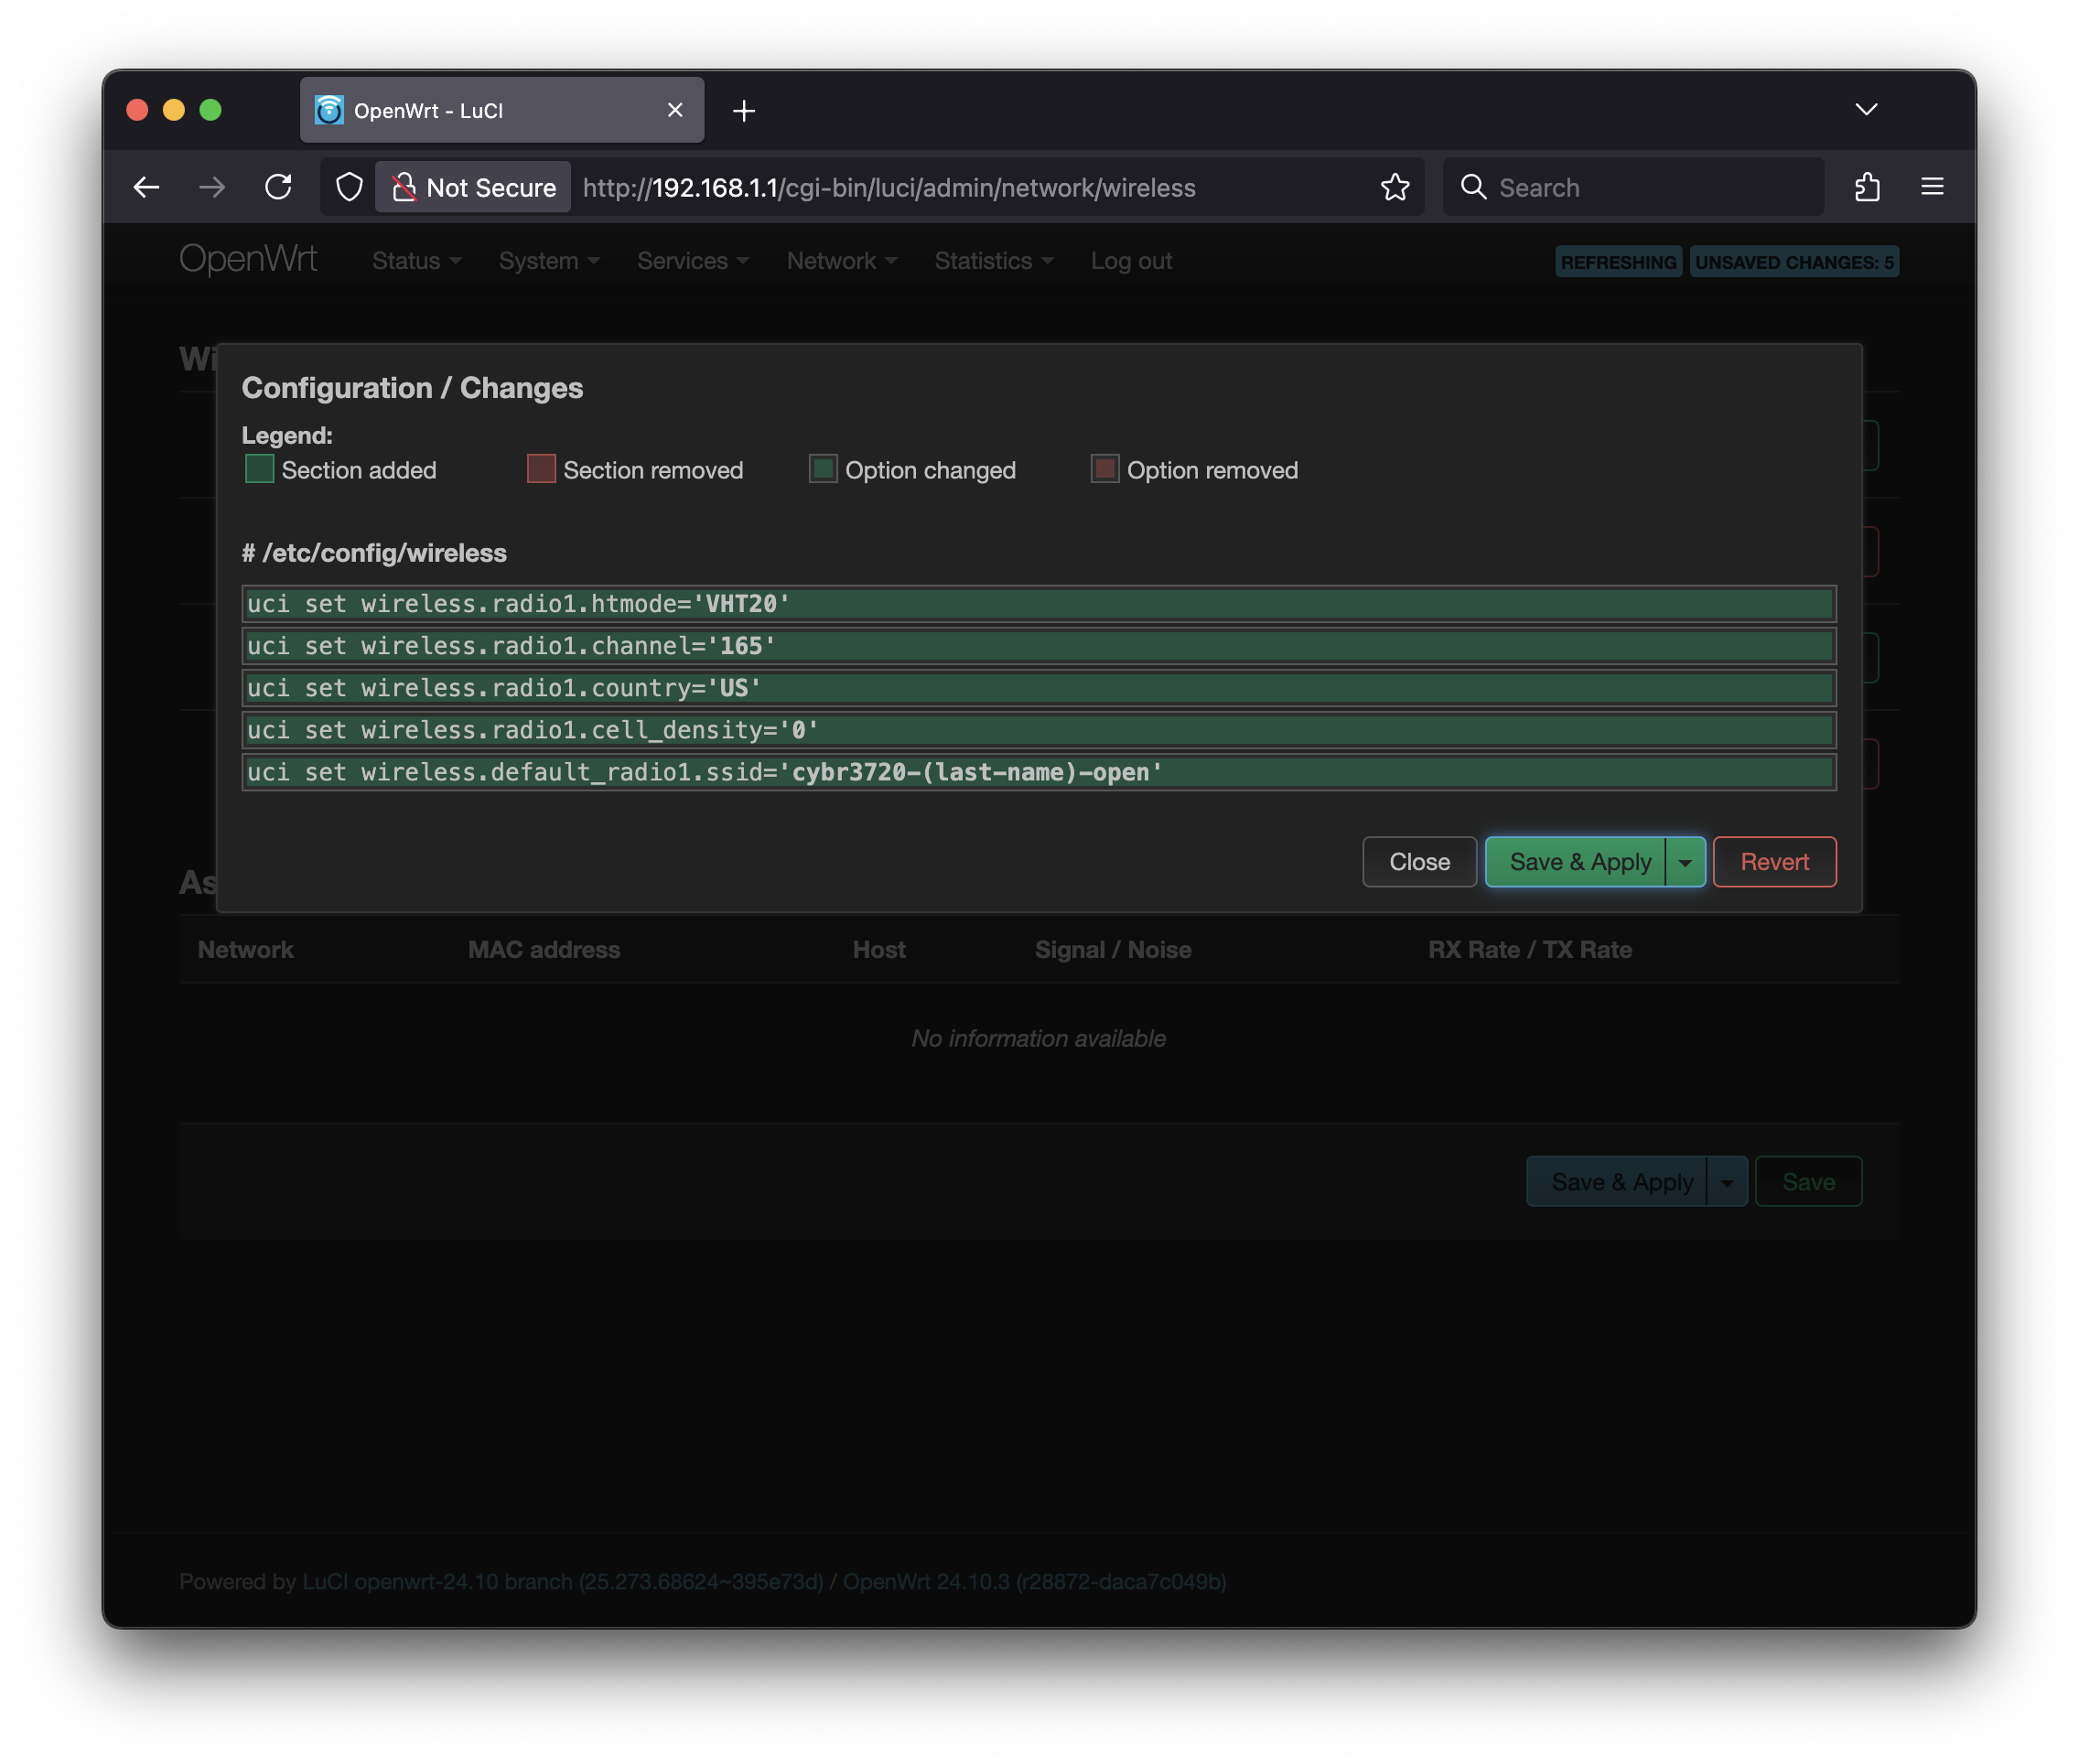 OpenWrt - LuCI
Not Secure http://192.168.1.1/cgi-bin/luci/admin/network/wireless Search
OpenWrt Status System Services Network Statistics Log out REFRESHING UNSAVED CHANGES: 5
Wi
Configuration / Changes
Legend:
Section added Section removed Option changed Option removed
# /etc/config/wireless
uci set wireless.radio1.htmode='VHT20'
uci set wireless.radio1.channel='165'
uci set wireless.radio1.country='US'
uci set wireless.radio1.cell_density='0'
uci set wireless.default_radio1.ssid='cybr3720-(last-name)-open'
Close Save & Apply Revert
As
Network MAC address Host Signal / Noise RX Rate / TX Rate
No information available
Save & Apply Save
Powered by LuCI openwrt-24.10 branch (25.273.68624~395e73d) / OpenWrt 24.10.3 (r28872-daca7c049b)